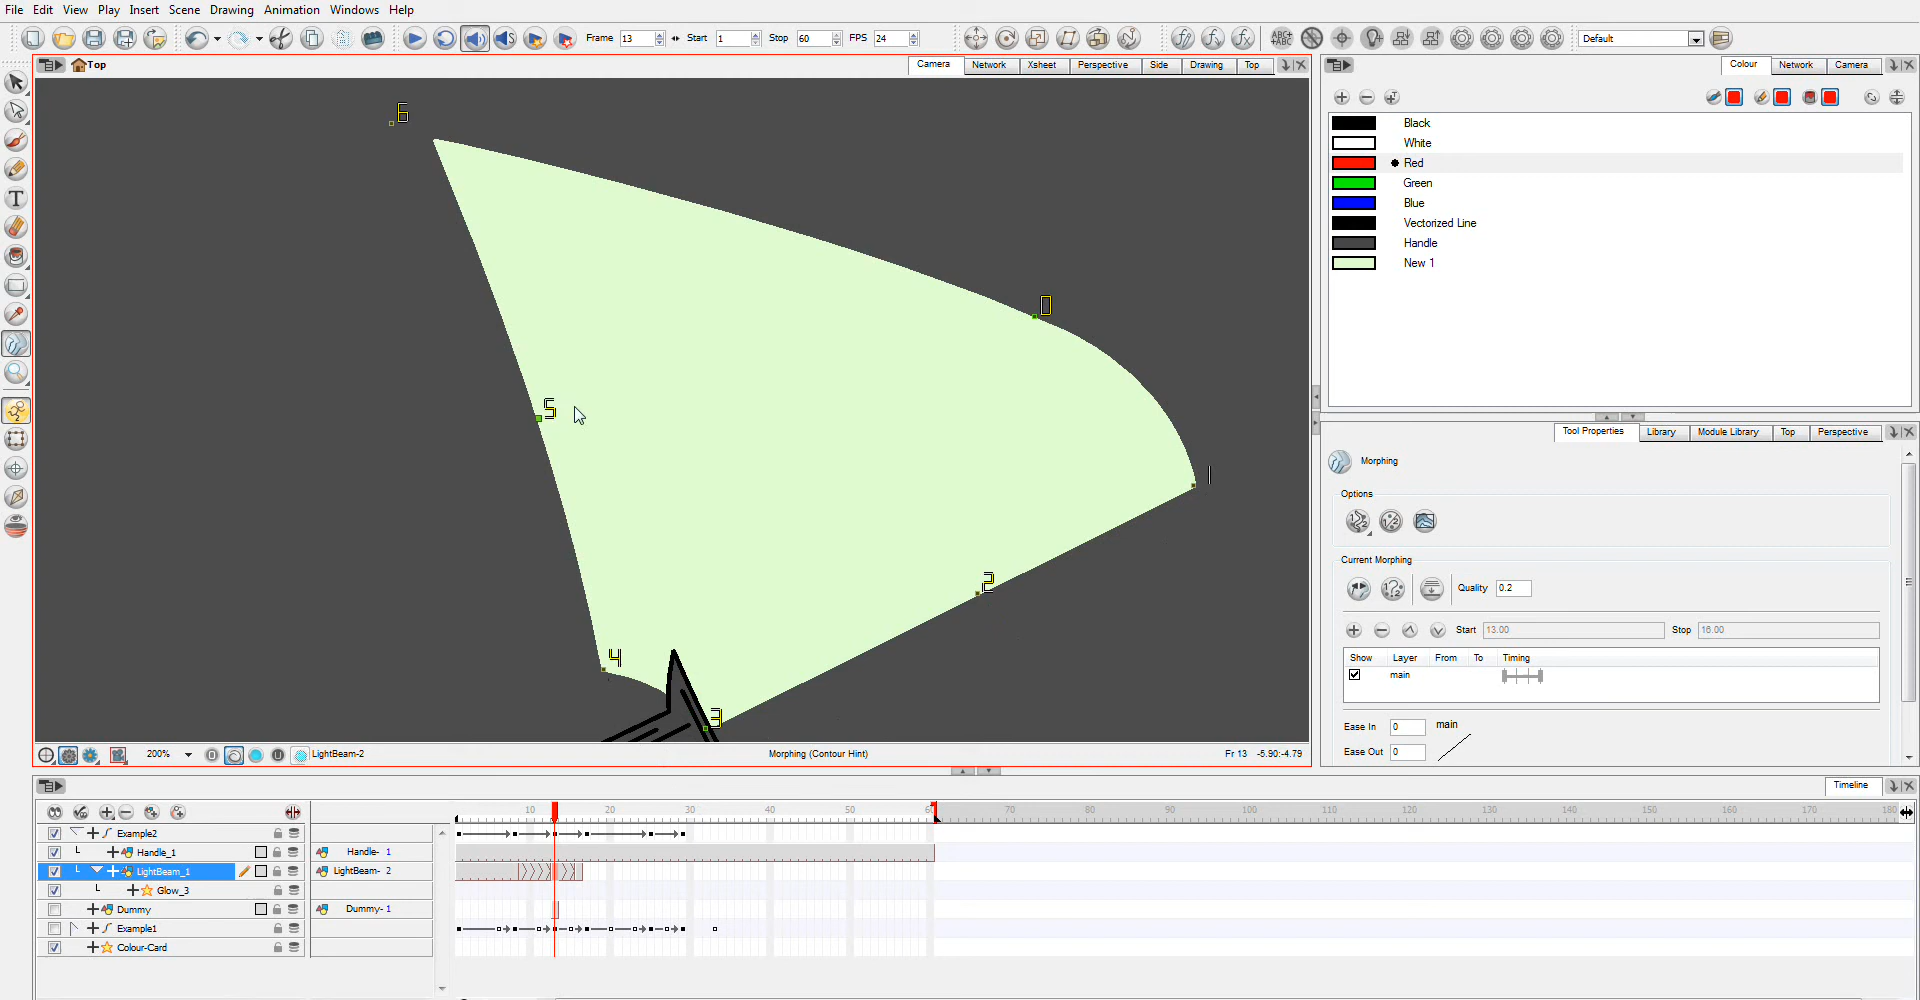 File Edit View Play Insert Scene Drawing Animation Windows Help
Frame 13 Start 1 Stop 60 FPS 24 ABC+ +ABC Default
Top Camera Network Xsheet Perspective Side Drawing Top
Colour Network Camera
6
0
5
1
2
4
3
Black
White
Red
Green
Blue
Vectorized Line
Handle
New 1
Tool Properties Library Module Library Top Perspective
Morphing
Options
Current Morphing
Quality 0.2
Start 13.00 Stop 16.00
Show Layer From To Timing
main
Ease In 0 main
Ease Out 0
200% LightBeam-2 Morphing (Contour Hint) Fr 13 -5.90:-4.79
Timeline
10 20 30 40 50 60 70 80 90 100 110 120 130 140 150 160 170 180
Example2
Handle_1 Handle- 1
LightBeam_1 LightBeam- 2
Glow_3
Dummy Dummy- 1
Example1
Colour-Card